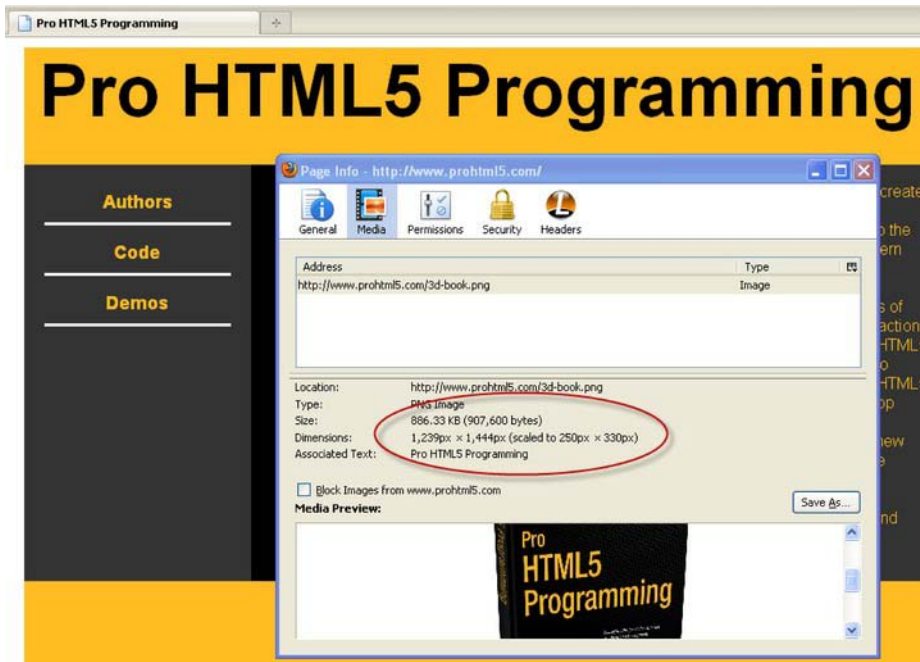 Pro HTML5 Programming
Pro HTML5 Programming
Authors
Code
Demos
Page Info - http://www.prohtml5.com/
General Media Permissions Security Headers
Address Type
http://www.prohtml5.com/3d-book.png Image
Location: http://www.prohtml5.com/3d-book.png
Type: PNG Image
Size: 886.33 KB (907,600 bytes)
Dimensions: 1,239px × 1,444px (scaled to 250px × 330px)
Associated Text: Pro HTML5 Programming
Block Images from www.prohtml5.com
Save As...
Media Preview:
Pro
HTML5
Programming
create
the
ern
s of
action
HTML
HTML
op
new
nd